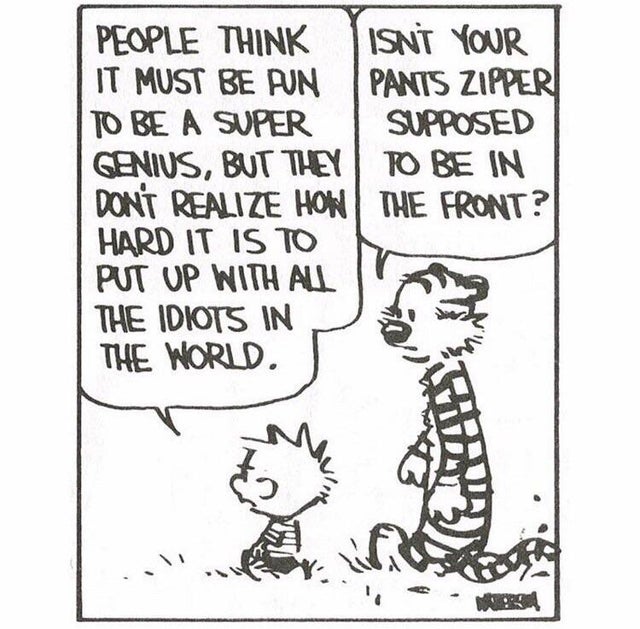 PEOPLE THINK
IT MUST BE FUN
TO BE A SUPER
GENIUS, BUT THEY
DON'T REALIZE HOW
HARD IT IS TO
PUT UP WITH ALL
THE IDIOTS IN
THE WORLD.
ISN'T YOUR
PANTS ZIPPER
SUPPOSED
TO BE IN
THE FRONT?